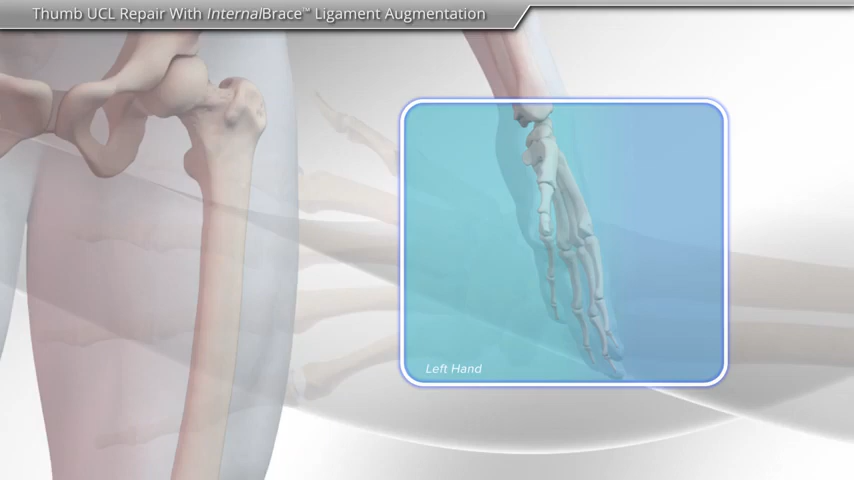 Thumb UCL Repair With InternalBrace™ Ligament Augmentation
Left Hand